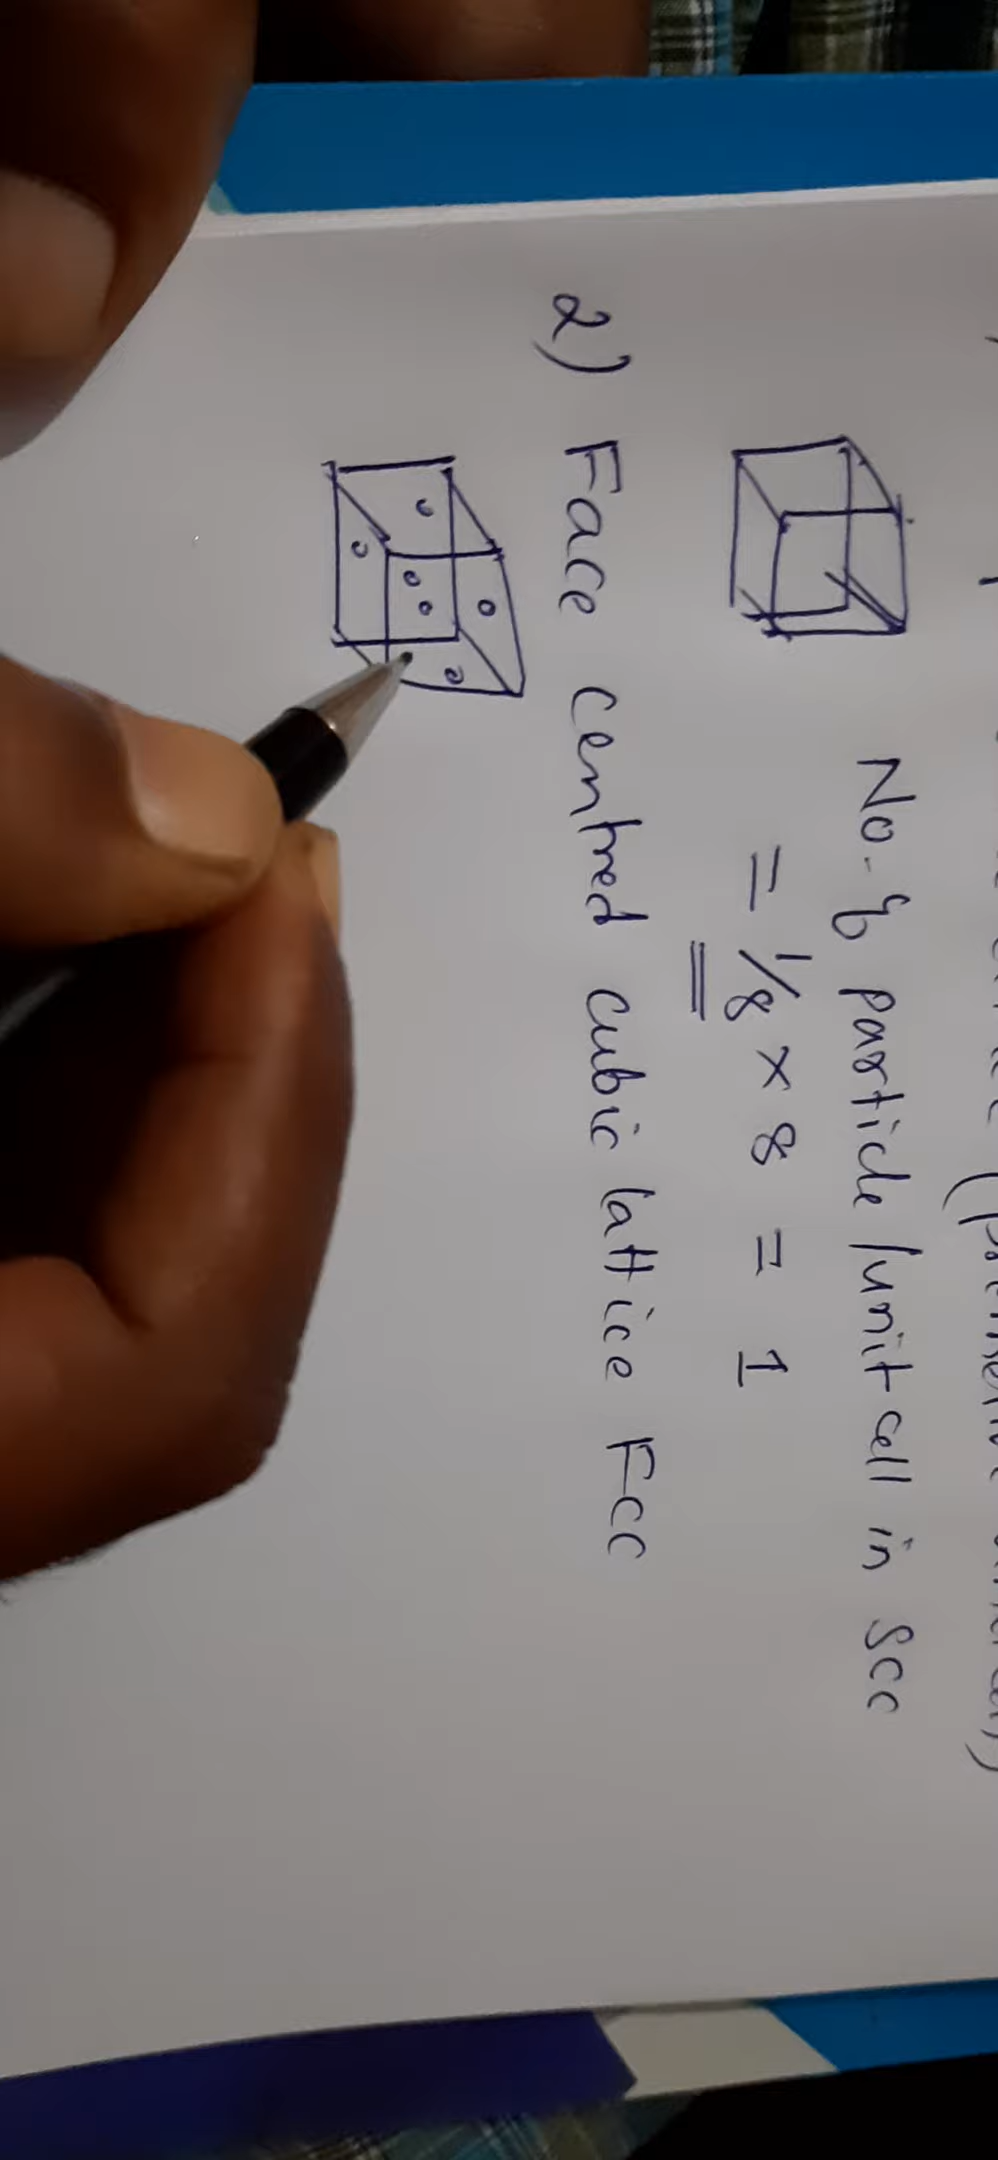 No. of particle/unit cell in Scc
= 1/8 × 8 = 1
2) Face centred cubic lattice Fcc